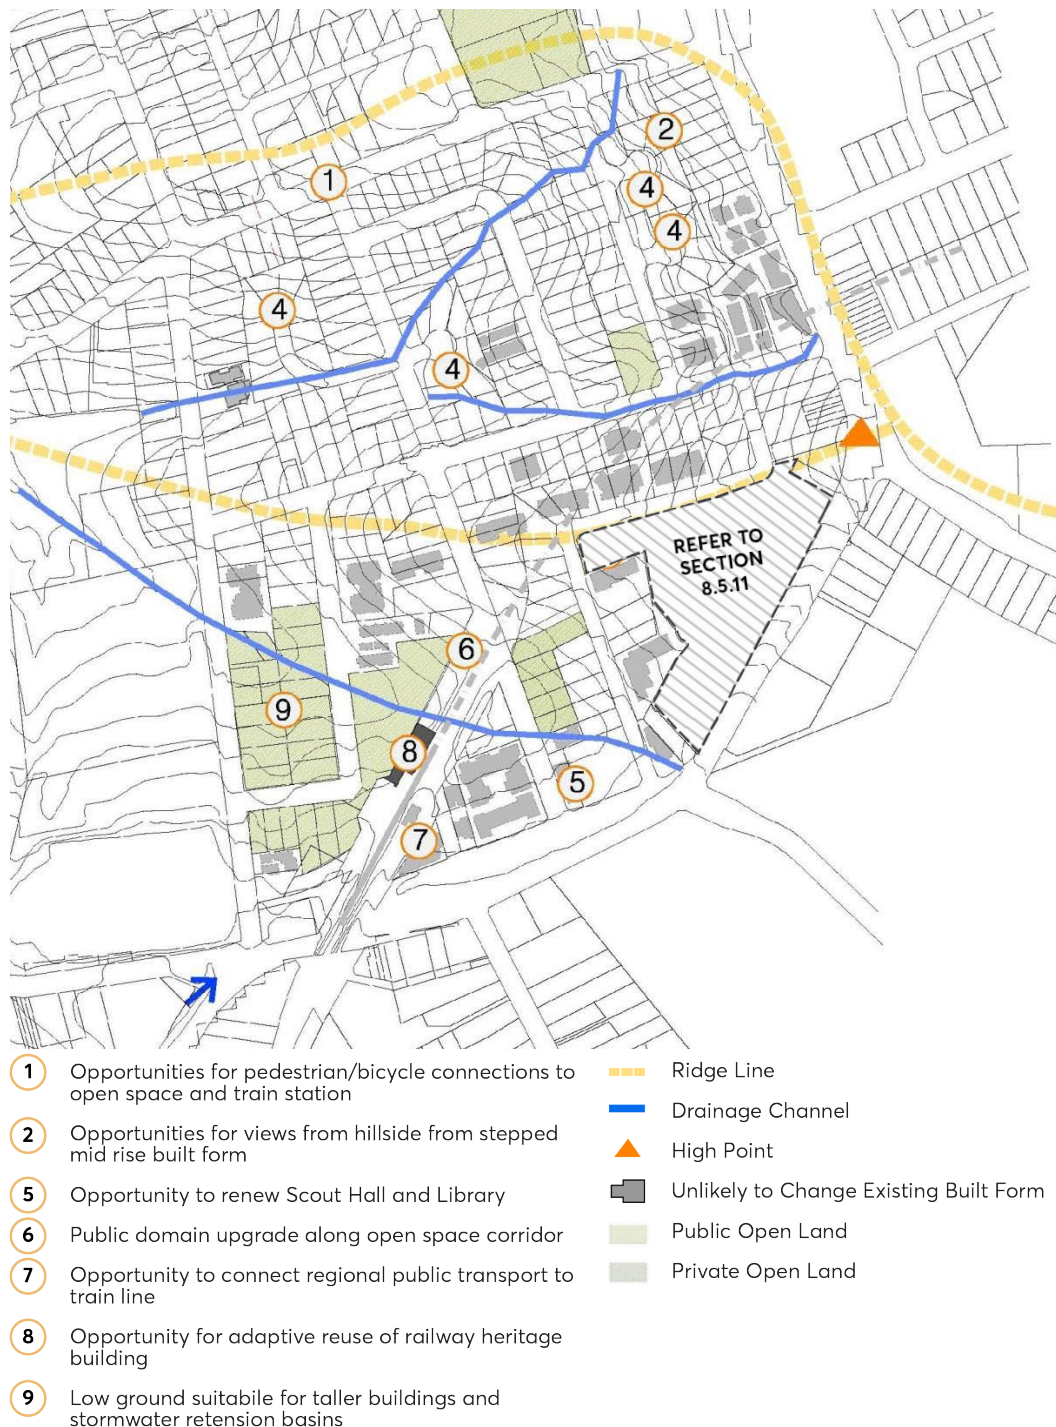 2
1
4
4
4
4
REFER TO
SECTION
8.5.11
6
9
8
5
7
1 Opportunities for pedestrian/bicycle connections to
open space and train station
2 Opportunities for views from hillside from stepped
mid rise built form
5 Opportunity to renew Scout Hall and Library
6 Public domain upgrade along open space corridor
7 Opportunity to connect regional public transport to
train line
8 Opportunity for adaptive reuse of railway heritage
building
9 Low ground suitabile for taller buildings and
stormwater retension basins
Ridge Line
Drainage Channel
High Point
Unlikely to Change Existing Built Form
Public Open Land
Private Open Land